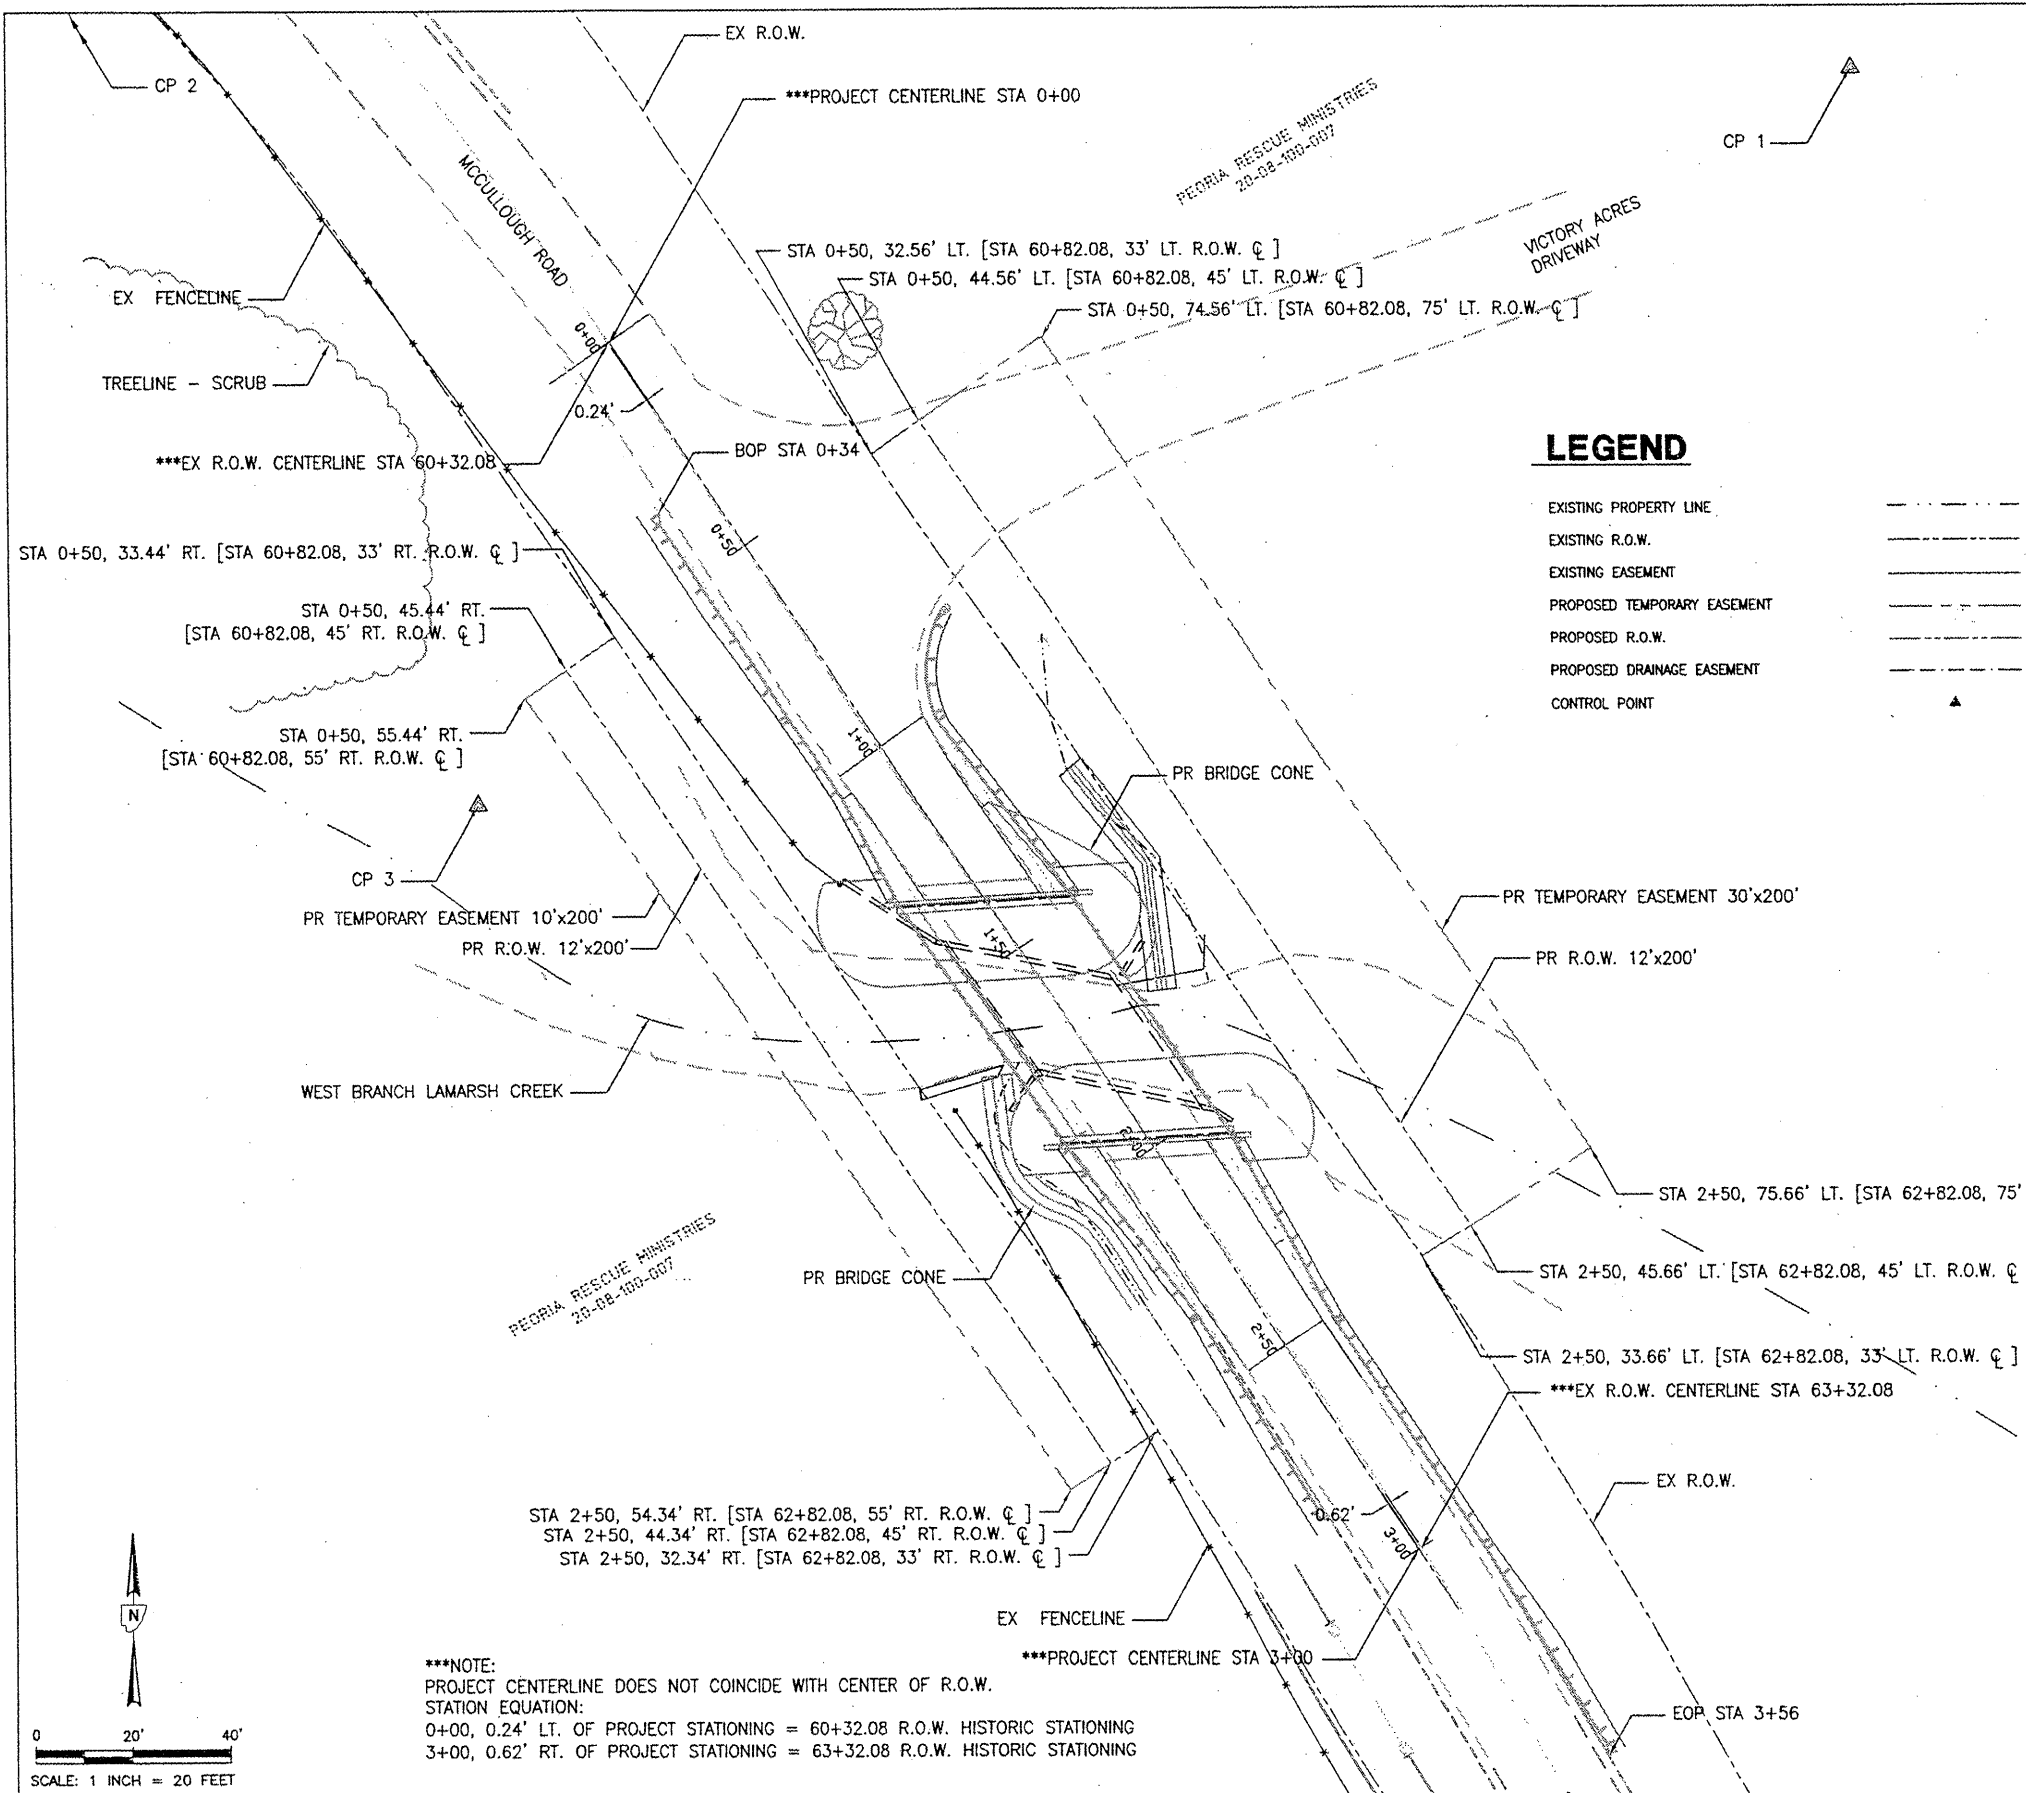 EX R.O.W.
CP 2
***PROJECT CENTERLINE STA 0+00
PEORIA RESCUE MINISTRIES
20-08-100-007
CP 1
MCCULLOUGH ROAD
VICTORY ACRES
DRIVEWAY
STA 0+50, 32.56' LT. [STA 60+82.08, 33' LT. R.O.W. ℄ ]
STA 0+50, 44.56' LT. [STA 60+82.08, 45' LT. R.O.W. ℄ ]
STA 0+50, 74.56' LT. [STA 60+82.08, 75' LT. R.O.W. ℄ ]
EX FENCELINE
0+00
TREELINE - SCRUB
0.24'
BOP STA 0+34
***EX R.O.W. CENTERLINE STA 60+32.08
LEGEND
EXISTING PROPERTY LINE
EXISTING R.O.W.
EXISTING EASEMENT
PROPOSED TEMPORARY EASEMENT
PROPOSED R.O.W.
PROPOSED DRAINAGE EASEMENT
CONTROL POINT
0+50
STA 0+50, 33.44' RT. [STA 60+82.08, 33' RT. R.O.W. ℄ ]
STA 0+50, 45.44' RT.
[STA 60+82.08, 45' RT. R.O.W. ℄ ]
STA 0+50, 55.44' RT.
[STA 60+82.08, 55' RT. R.O.W. ℄ ]
1+00
PR BRIDGE CONE
CP 3
PR TEMPORARY EASEMENT 10'x200'
PR R.O.W. 12'x200'
PR TEMPORARY EASEMENT 30'x200'
PR R.O.W. 12'x200'
1+50
WEST BRANCH LAMARSH CREEK
2+00
STA 2+50, 75.66' LT. [STA 62+82.08, 75'
STA 2+50, 45.66' LT. [STA 62+82.08, 45' LT. R.O.W. ℄
STA 2+50, 33.66' LT. [STA 62+82.08, 33' LT. R.O.W. ℄ ]
PEORIA RESCUE MINISTRIES
20-08-100-007
PR BRIDGE CONE
2+50
***EX R.O.W. CENTERLINE STA 63+32.08
EX R.O.W.
STA 2+50, 54.34' RT. [STA 62+82.08, 55' RT. R.O.W. ℄ ]
STA 2+50, 44.34' RT. [STA 62+82.08, 45' RT. R.O.W. ℄ ]
STA 2+50, 32.34' RT. [STA 62+82.08, 33' RT. R.O.W. ℄ ]
0.62'
3+00
EX FENCELINE
***PROJECT CENTERLINE STA 3+00
EOP STA 3+56
N
0 20' 40'
SCALE: 1 INCH = 20 FEET
***NOTE:
PROJECT CENTERLINE DOES NOT COINCIDE WITH CENTER OF R.O.W.
STATION EQUATION:
0+00, 0.24' LT. OF PROJECT STATIONING = 60+32.08 R.O.W. HISTORIC STATIONING
3+00, 0.62' RT. OF PROJECT STATIONING = 63+32.08 R.O.W. HISTORIC STATIONING